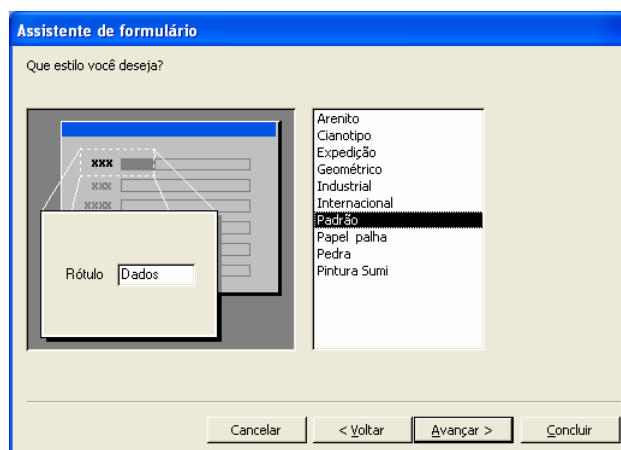 Assistente de formulário
Que estilo você deseja?
xxx
xxx
xxxx
Rótulo Dados
Arenito
Cianotipo
Expedição
Geométrico
Industrial
Internacional
Padrão
Papel palha
Pedra
Pintura Sumi
Cancelar < Voltar Avançar > Concluir